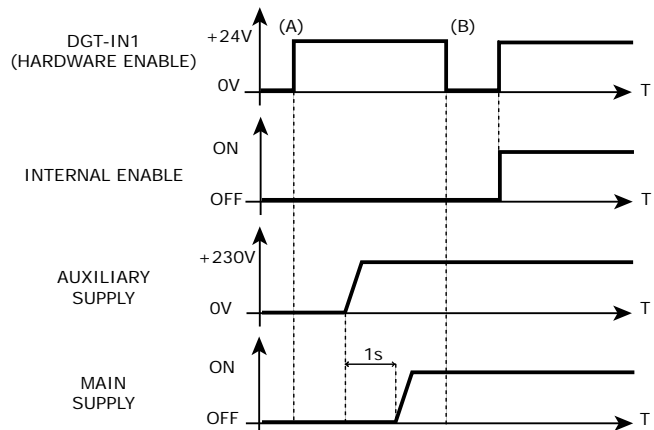 DGT-IN1
(HARDWARE ENABLE)
+24V
(A)
(B)
0V
T
INTERNAL ENABLE
ON
OFF
T
AUXILIARY
SUPPLY
+230V
0V
T
MAIN
SUPPLY
ON
1s
OFF
T